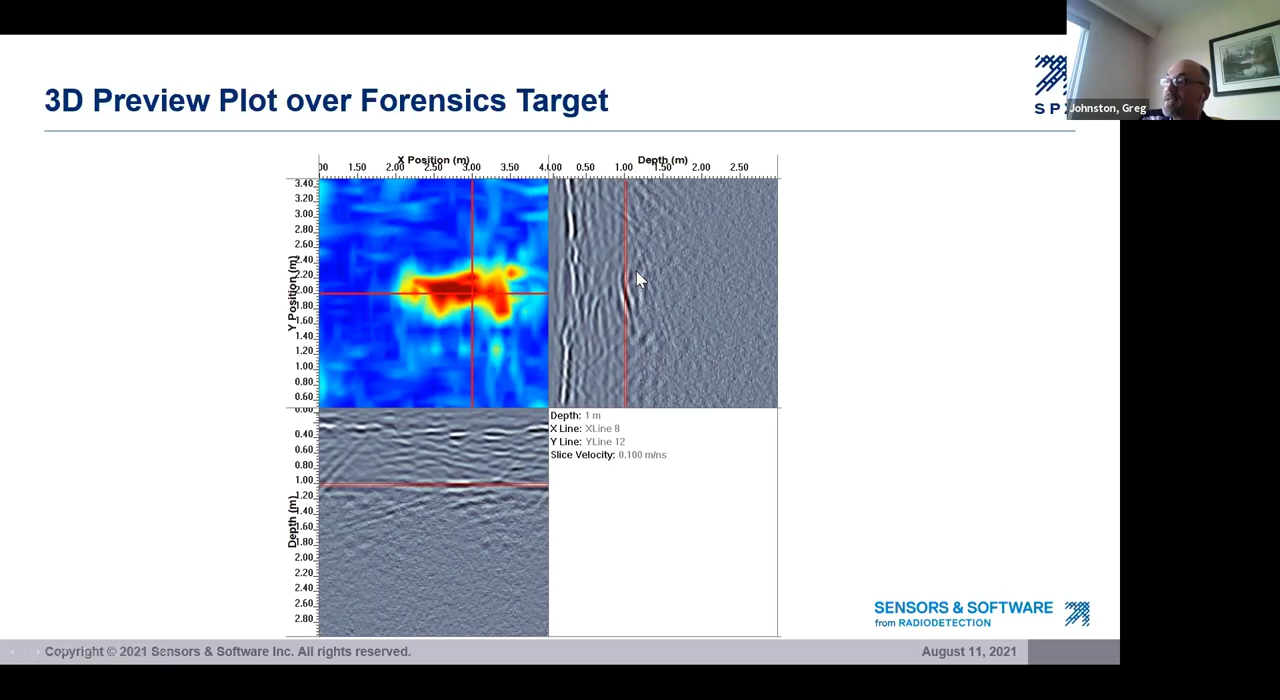 3D Preview Plot over Forensics Target
SP
Johnston, Greg
X Position (m)
00 1.50 2.00 2.50 3.00 3.50 4.00
Depth (m)
0.50 1.00 1.50 2.00 2.50
Y Position (m)
3.40
3.20
3.00
2.80
2.60
2.40
2.20
2.00
1.80
1.60
1.40
1.20
1.00
0.80
0.60
Depth (m)
0.00
0.40
0.60
0.80
1.00
1.20
1.40
1.60
1.80
2.00
2.20
2.40
2.60
2.80
Depth: 1 m
X Line: XLine 8
Y Line: YLine 12
Slice Velocity: 0.100 m/ns
SENSORS & SOFTWARE
from RADIODETECTION
Copyright © 2021 Sensors & Software Inc. All rights reserved.
August 11, 2021